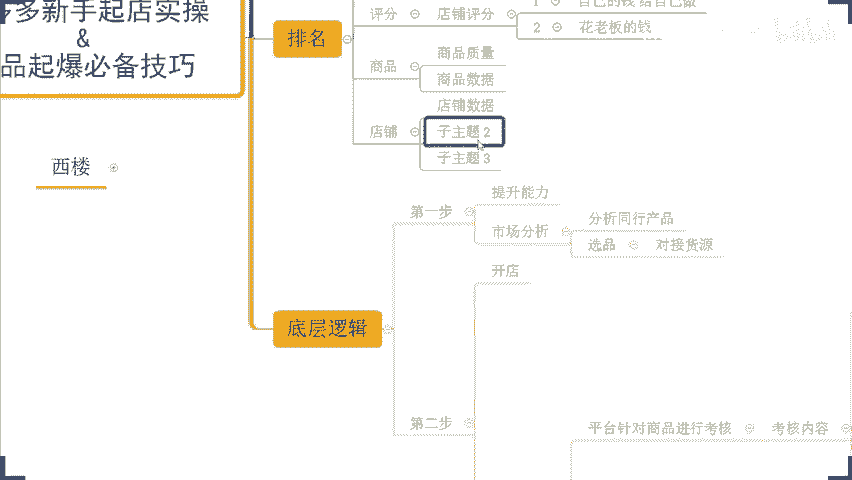 多新手起店实操
&
品起爆必备技巧
西楼
排名
评分
店铺评分
1
自己的钱 给自己做
2
花老板的钱
商品
商品质量
商品数据
店铺
店铺数据
子主题 2
子主题 3
底层逻辑
第一步
提升能力
市场分析
分析同行产品
选品
对接货源
第二步
开店
平台针对商品进行考核
考核内容